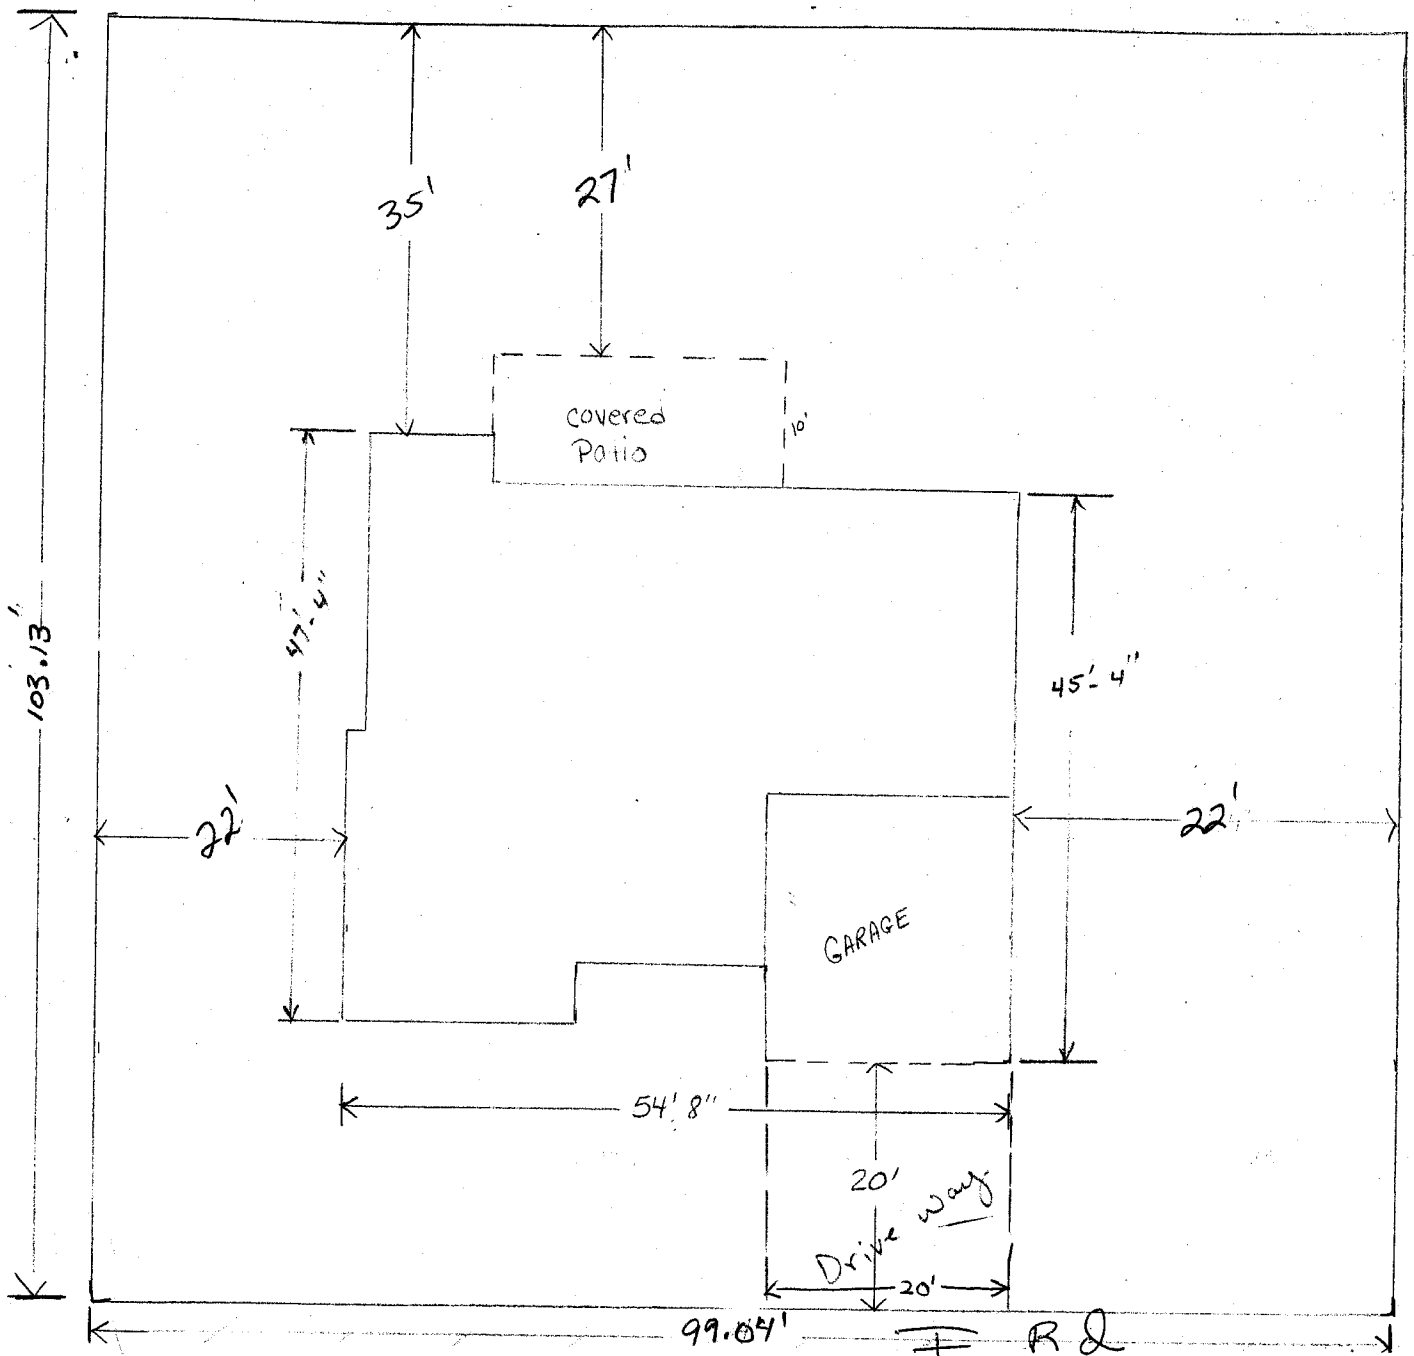 35'
27'
covered
Patio
10'
47'-4"
103.13'
45'-4"
22'
22'
GARAGE
54' 8"
20'
Drive way
20'
99.04'
I Rd